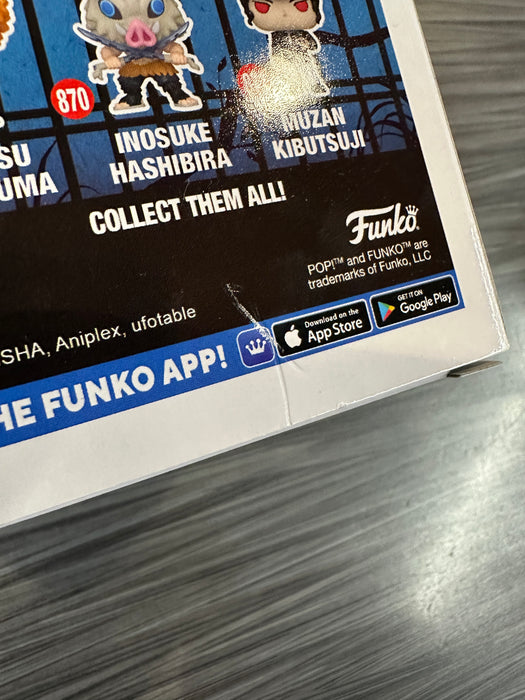 870
SU
UMA
INOSUKE
HASHIBIRA
MUZAN
KIBUTSUJI
COLLECT THEM ALL!
Funko
POP!™ and FUNKO™ are
trademarks of Funko, LLC
SHA, Aniplex, ufotable
HE FUNKO APP!
Download on the
App Store
GET IT ON
Google Play